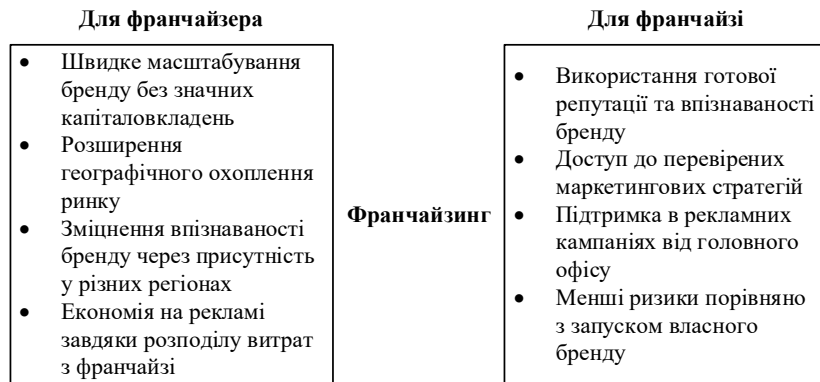 Для франчайзера
• Швидке масштабування
бренду без значних
капіталовкладень
• Розширення
географічного охоплення
ринку
• Зміцнення впізнаваності
бренду через присутність
у різних регіонах
• Економія на рекламі
завдяки розподілу витрат
з франчайзі
Франчайзинг
Для франчайзі
• Використання готової
репутації та впізнаваності
бренду
• Доступ до перевірених
маркетингових стратегій
• Підтримка в рекламних
кампаніях від головного
офісу
• Менші ризики порівняно
з запуском власного
бренду